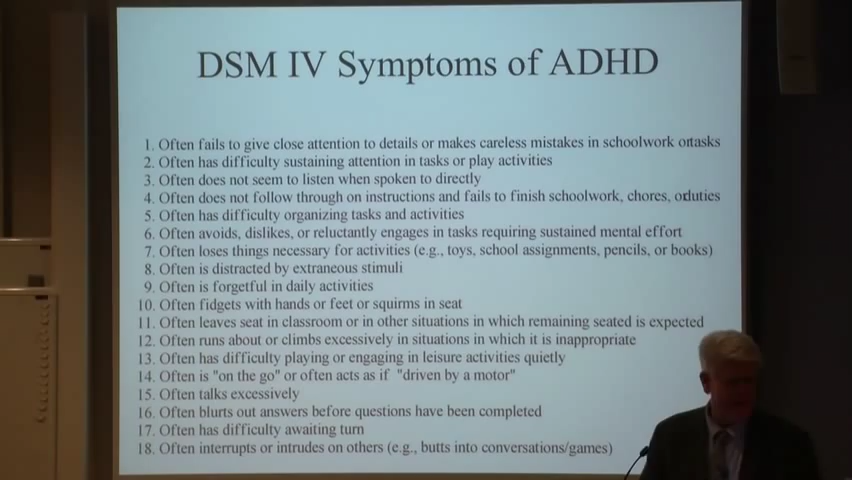 DSM IV Symptoms of ADHD
1. Often fails to give close attention to details or makes careless mistakes in schoolwork or tasks
2. Often has difficulty sustaining attention in tasks or play activities
3. Often does not seem to listen when spoken to directly
4. Often does not follow through on instructions and fails to finish schoolwork, chores, or duties
5. Often has difficulty organizing tasks and activities
6. Often avoids, dislikes, or reluctantly engages in tasks requiring sustained mental effort
7. Often loses things necessary for activities (e.g., toys, school assignments, pencils, or books)
8. Often is distracted by extraneous stimuli
9. Often is forgetful in daily activities
10. Often fidgets with hands or feet or squirms in seat
11. Often leaves seat in classroom or in other situations in which remaining seated is expected
12. Often runs about or climbs excessively in situations in which it is inappropriate
13. Often has difficulty playing or engaging in leisure activities quietly
14. Often is "on the go" or often acts as if "driven by a motor"
15. Often talks excessively
16. Often blurts out answers before questions have been completed
17. Often has difficulty awaiting turn
18. Often interrupts or intrudes on others (e.g., butts into conversations/games)